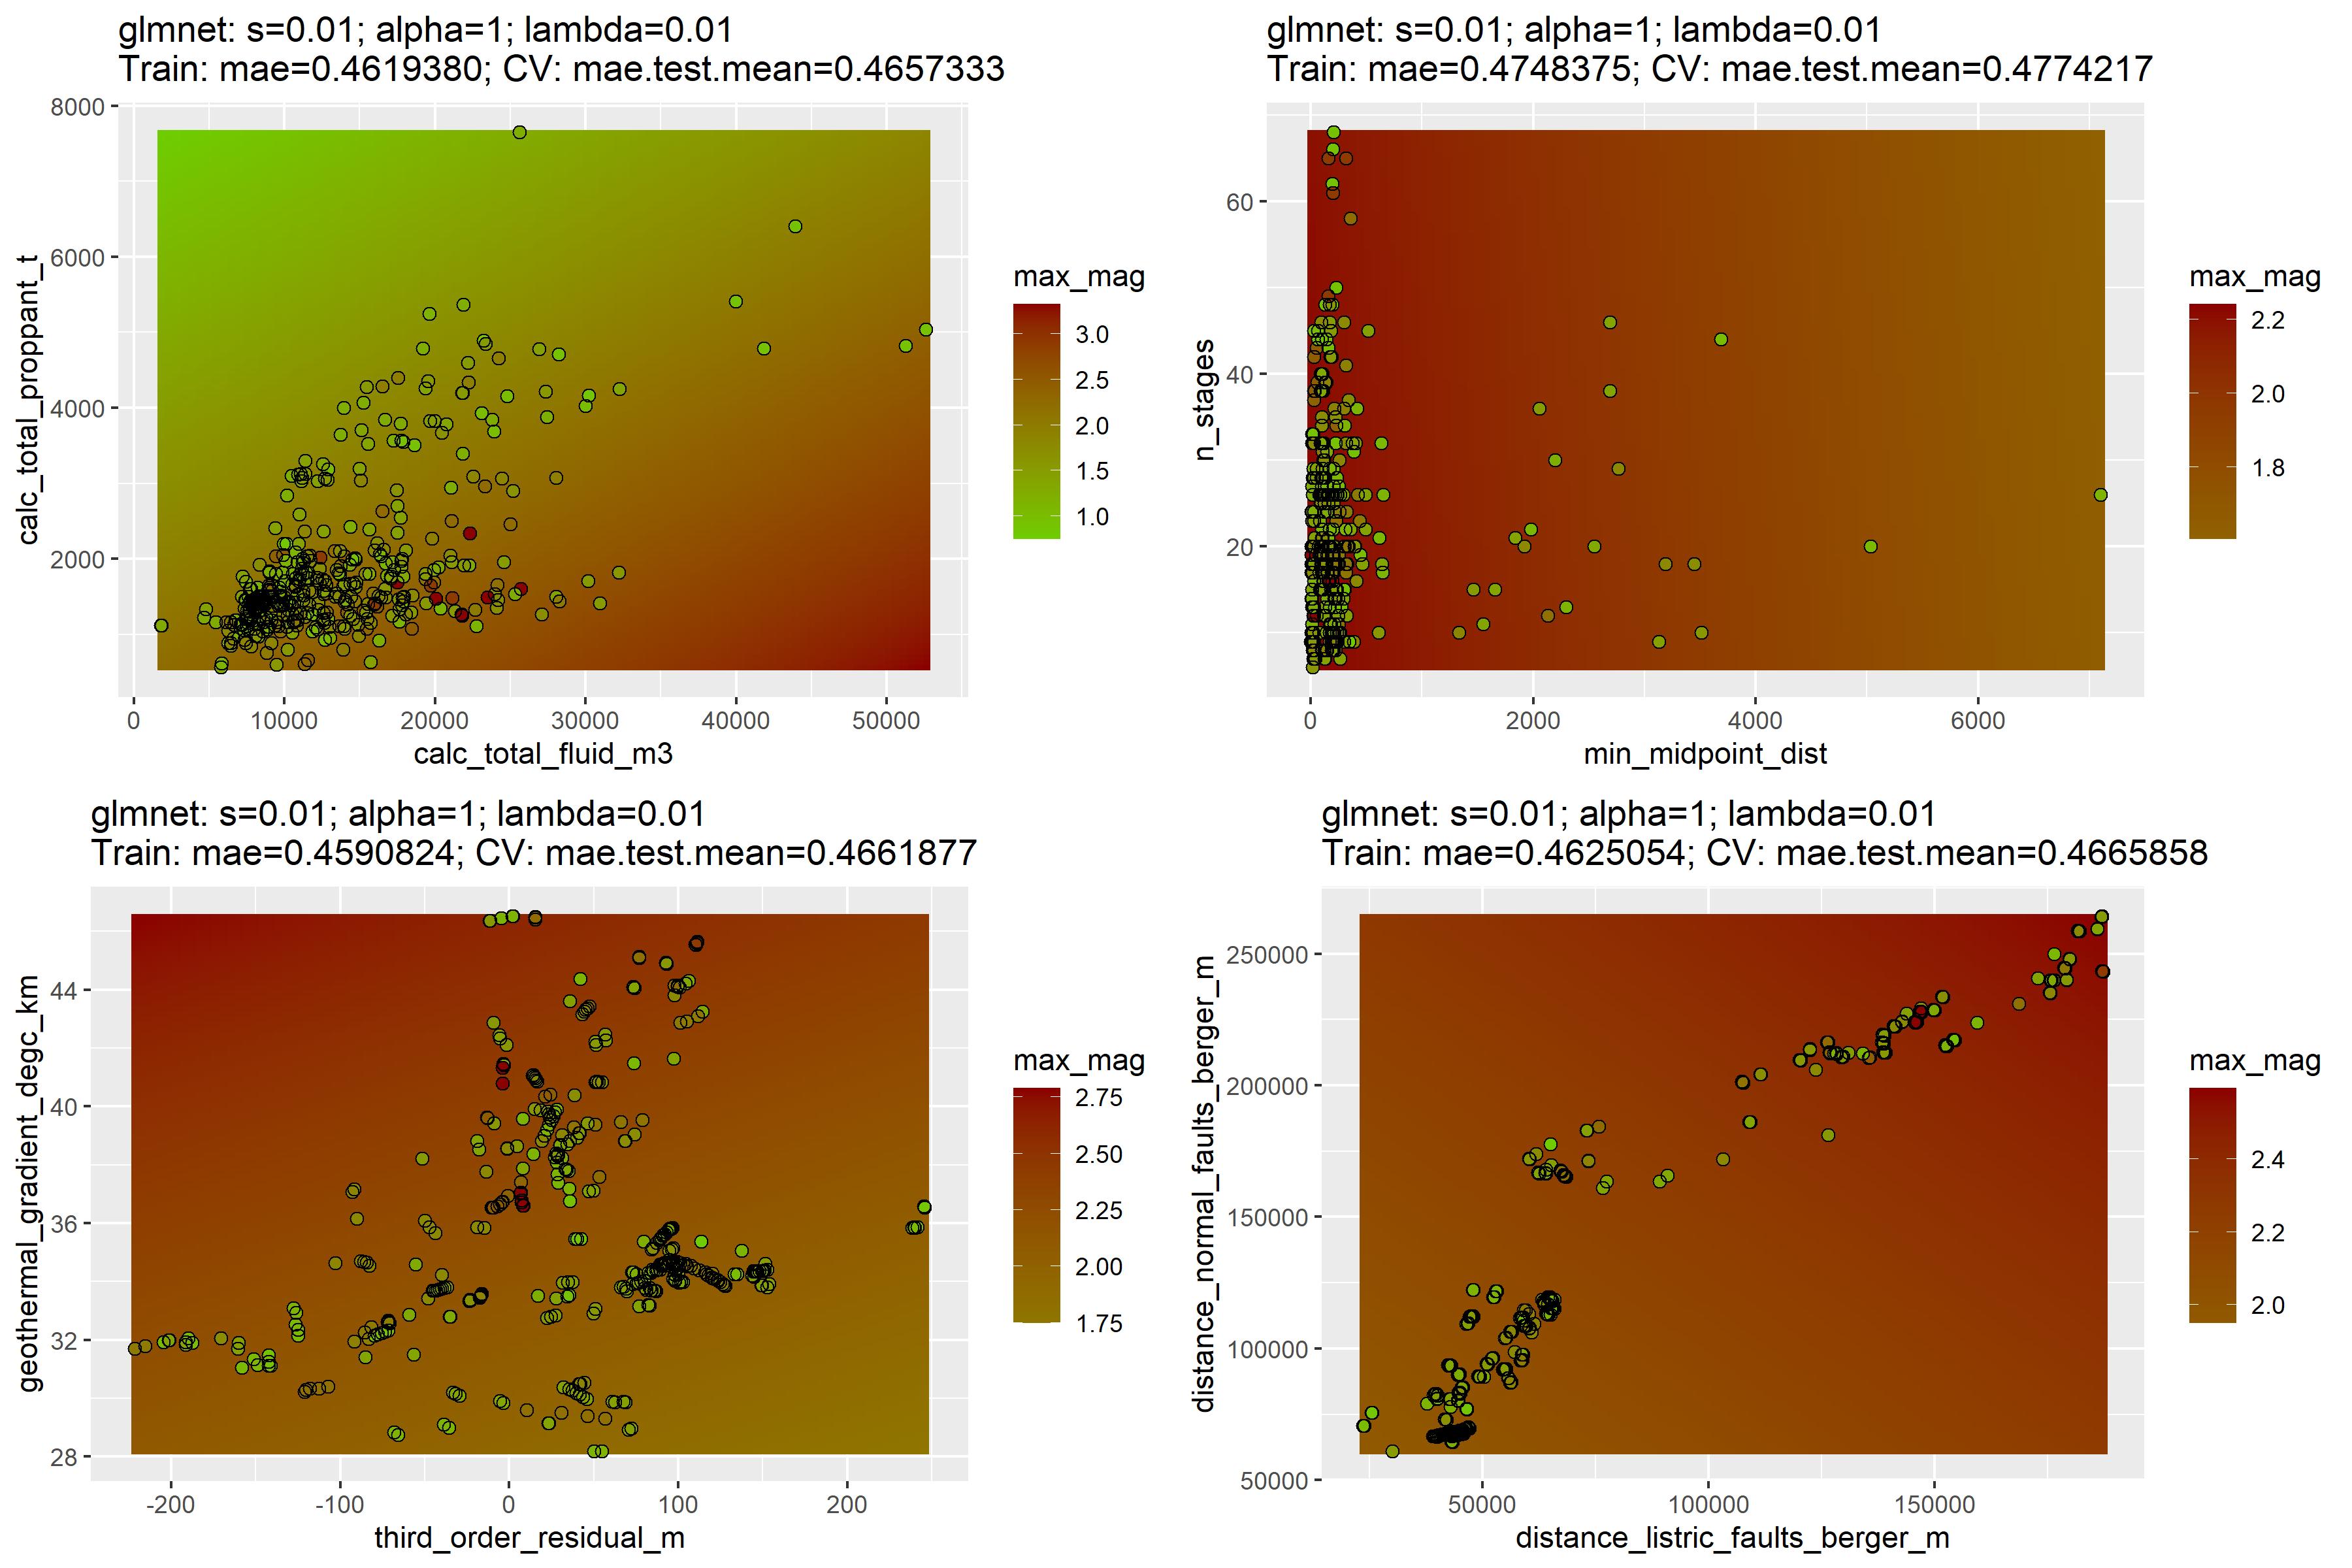 glmnet: s=0.01; alpha=1; lambda=0.01
Train: mae=0.4619380; CV: mae.test.mean=0.4657333
8000
6000
4000
2000
calc_total_proppant_t
0
10000
20000
30000
40000
50000
calc_total_fluid_m3
max_mag
3.0
2.5
2.0
1.5
1.0
glmnet: s=0.01; alpha=1; lambda=0.01
Train: mae=0.4748375; CV: mae.test.mean=0.4774217
60
40
20
n_stages
0
2000
4000
6000
min_midpoint_dist
max_mag
2.2
2.0
1.8
glmnet: s=0.01; alpha=1; lambda=0.01
Train: mae=0.4590824; CV: mae.test.mean=0.4661877
44
40
36
32
28
geothermal_gradient_degc_km
-200
-100
0
100
200
third_order_residual_m
max_mag
2.75
2.50
2.25
2.00
1.75
glmnet: s=0.01; alpha=1; lambda=0.01
Train: mae=0.4625054; CV: mae.test.mean=0.4665858
250000
200000
150000
100000
50000
distance_normal_faults_berger_m
50000
100000
150000
distance_listric_faults_berger_m
max_mag
2.4
2.2
2.0